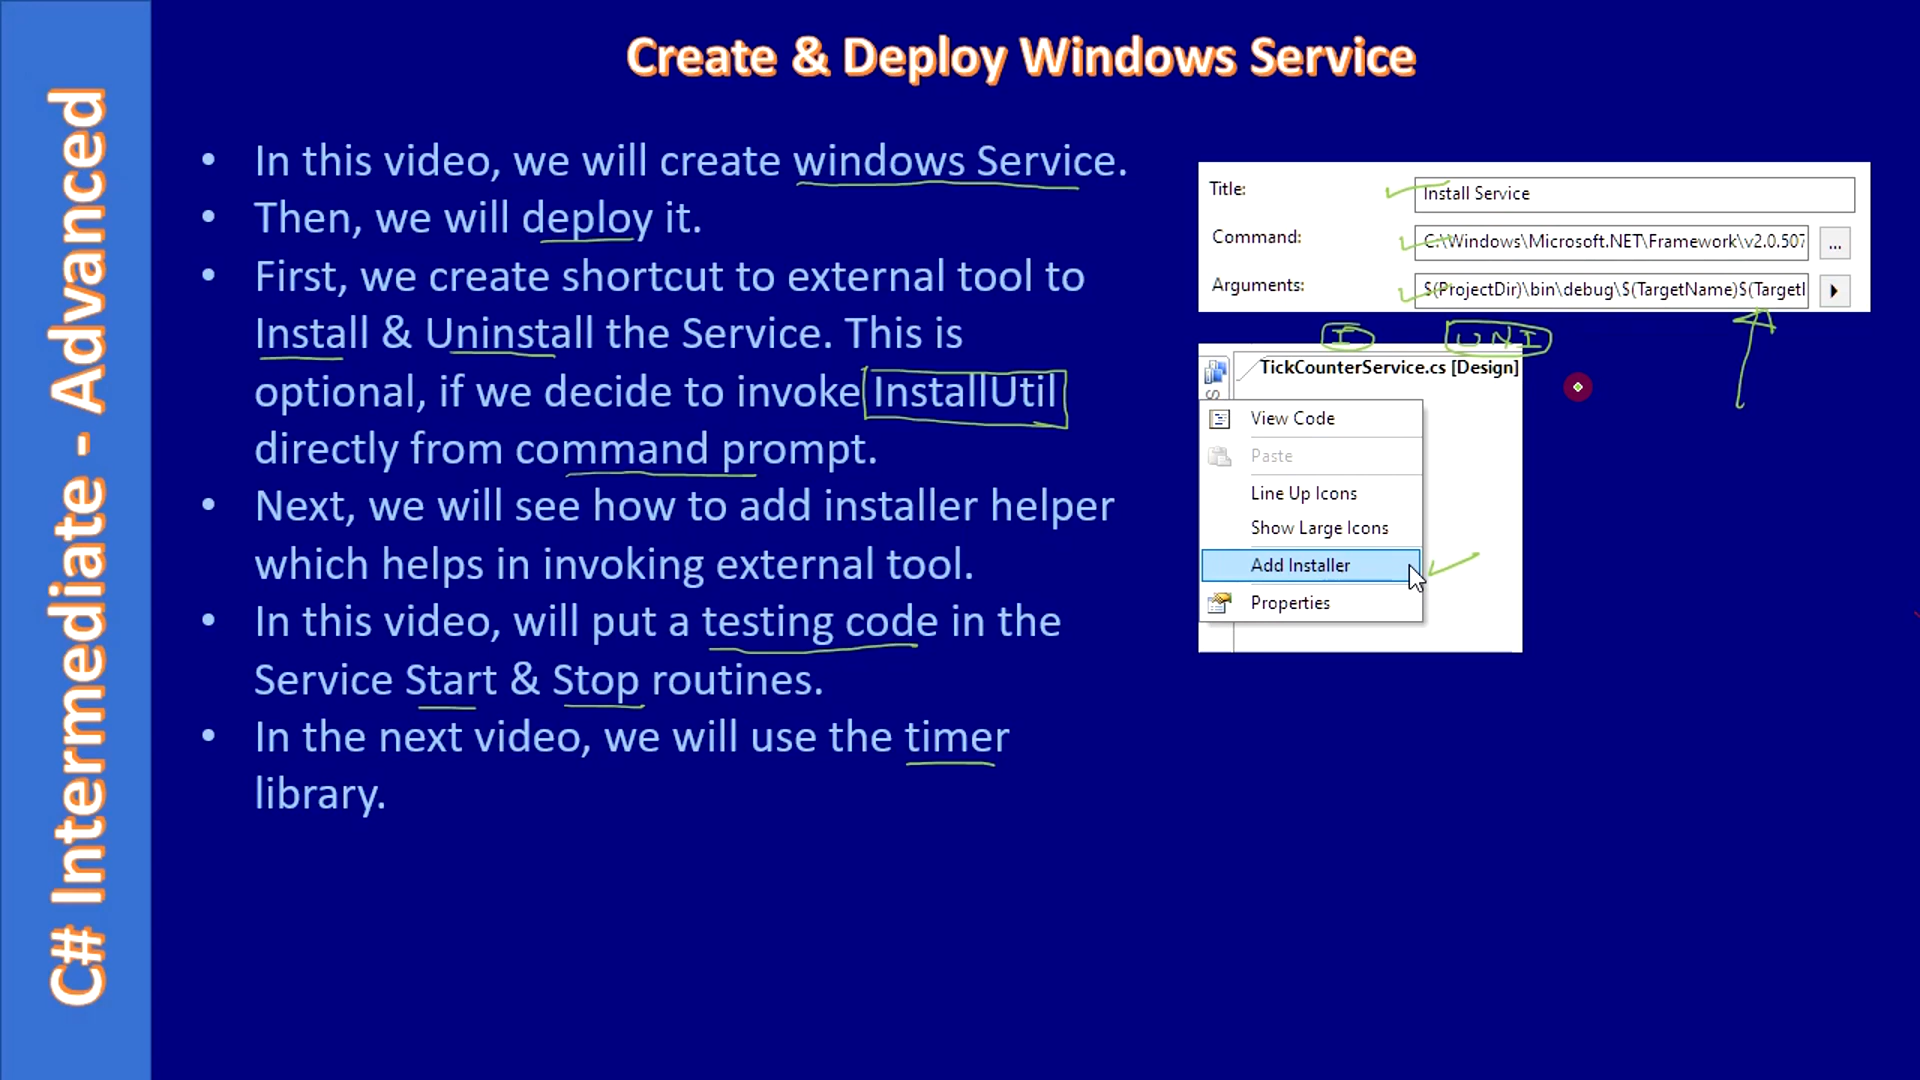 Create & Deploy Windows Service
C# Intermediate - Advanced
• In this video, we will create windows Service.
• Then, we will deploy it.
• First, we create shortcut to external tool to
Install & Uninstall the Service. This is
optional, if we decide to invoke InstallUtil
directly from command prompt.
• Next, we will see how to add installer helper
which helps in invoking external tool.
• In this video, will put a testing code in the
Service Start & Stop routines.
• In the next video, we will use the timer
library.
Title: Install Service
Command: C:\Windows\Microsoft.NET\Framework\v2.0.507 ...
Arguments: $(ProjectDir)\bin\debug\$(TargetName)$(Target
I UNI
TickCounterService.cs [Design]
View Code
Paste
Line Up Icons
Show Large Icons
Add Installer
Properties